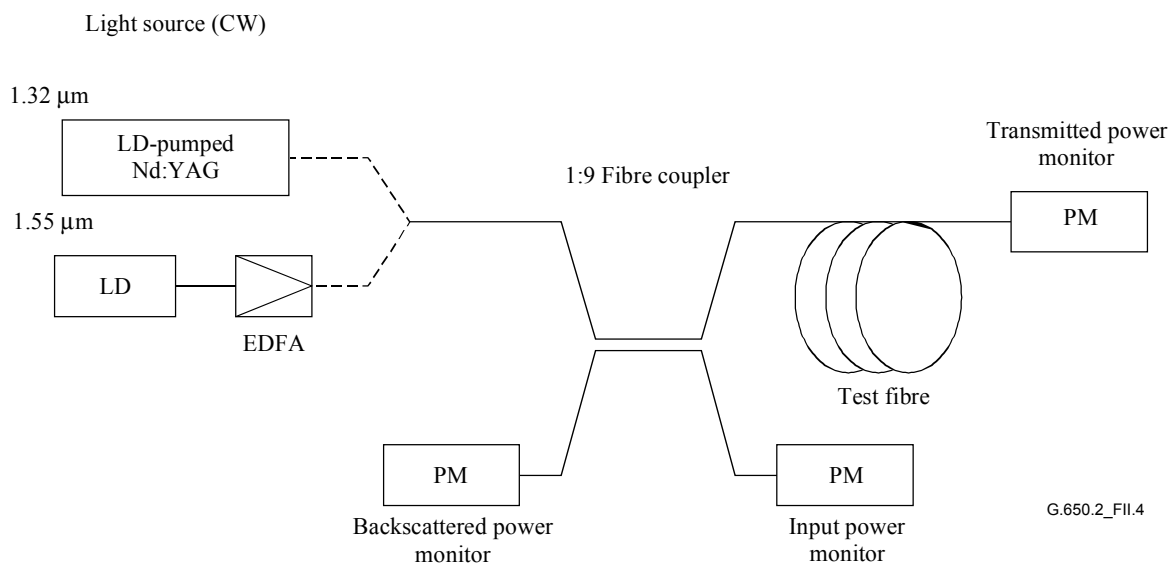 Light source (CW)
1.32 μm
LD-pumped
Nd:YAG
1.55 μm
LD
EDFA
1:9 Fibre coupler
Transmitted power
monitor
PM
Test fibre
PM
Backscattered power
monitor
PM
Input power
monitor
G.650.2_FII.4